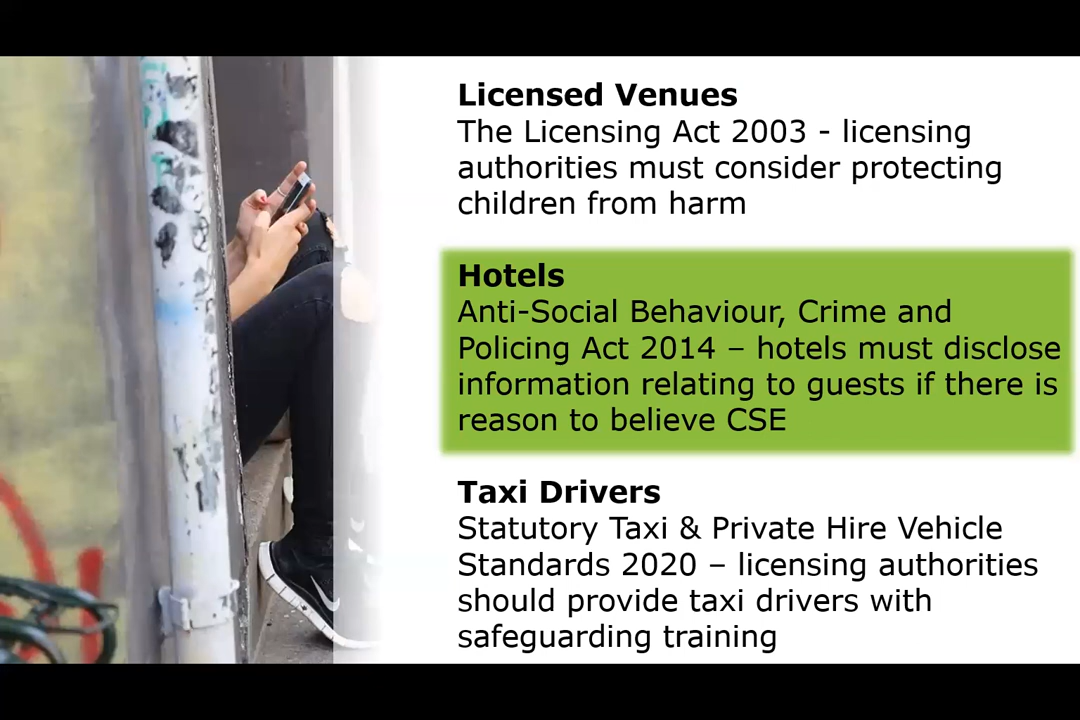 Licensed Venues
The Licensing Act 2003 - licensing
authorities must consider protecting
children from harm
Hotels
Anti-Social Behaviour, Crime and
Policing Act 2014 – hotels must disclose
information relating to guests if there is
reason to believe CSE
Taxi Drivers
Statutory Taxi & Private Hire Vehicle
Standards 2020 – licensing authorities
should provide taxi drivers with
safeguarding training